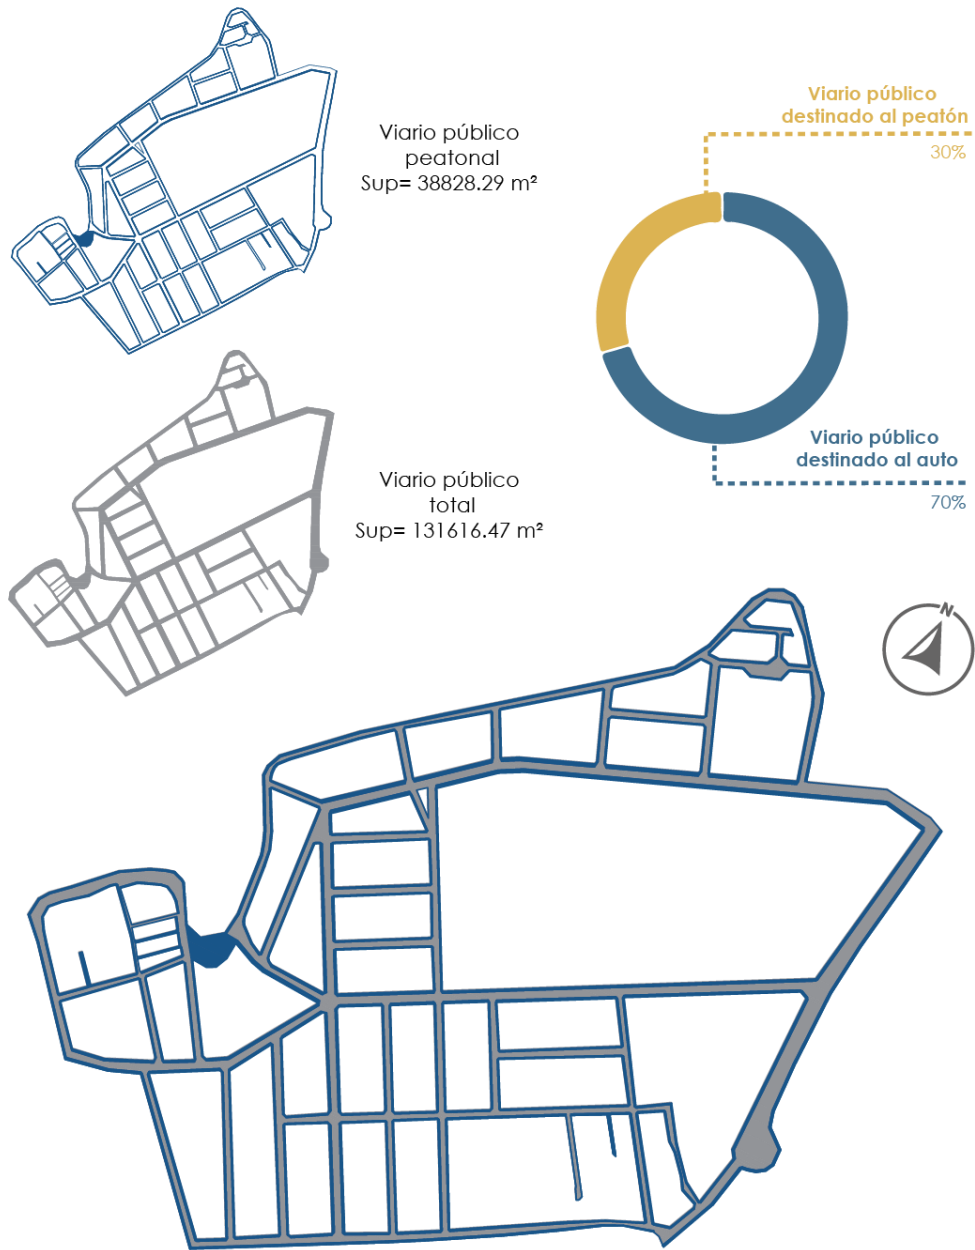 Viario público
peatonal
Sup= 38828.29 m²
Viario público
destinado al peatón
30%
Viario público
destinado al auto
70%
Viario público
total
Sup= 131616.47 m²
N